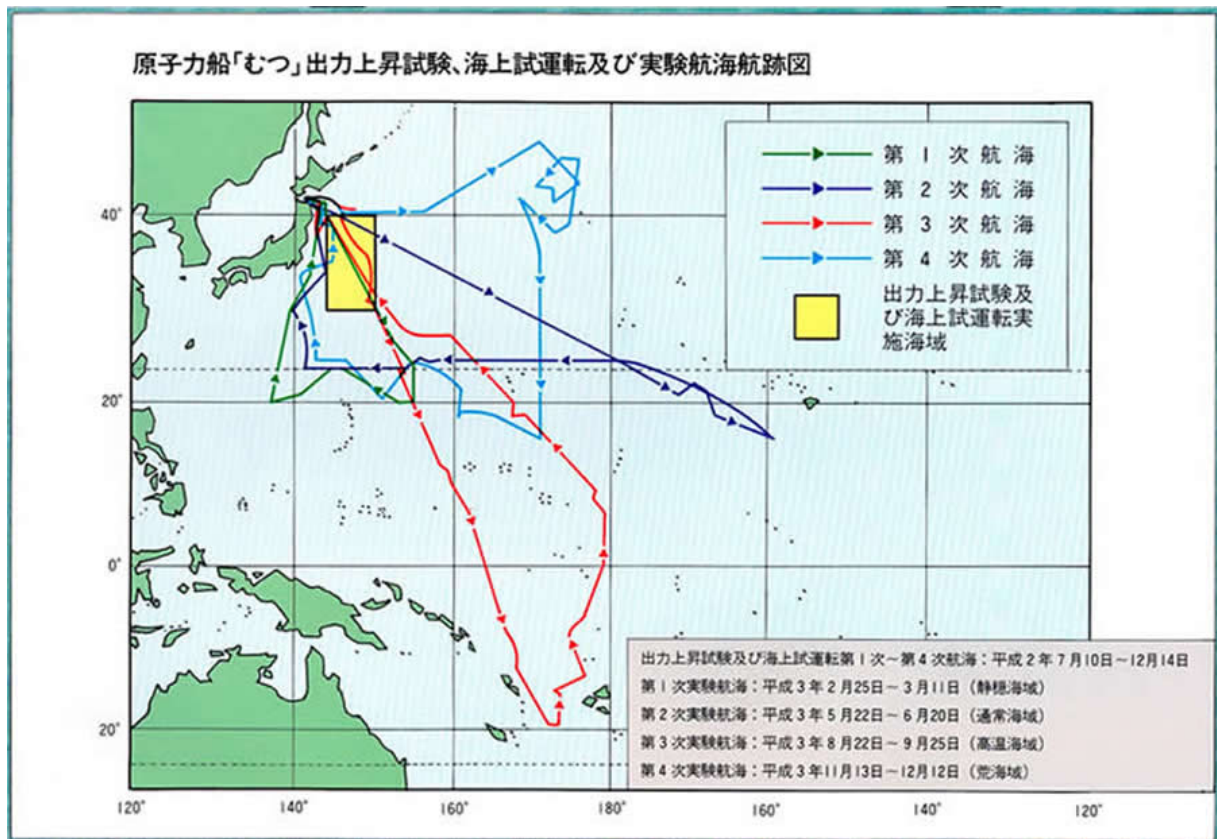 原子力船「むつ」出力上昇試験、海上試運転及び実験航海航跡図
第1次航海
第2次航海
第3次航海
第4次航海
出力上昇試験及
び海上試運転実
施海域
40°
20°
0°
20°
出力上昇試験及び海上試運転第1次～第4次航海：平成2年7月10日～12月14日
第1次実験航海：平成3年2月25日～3月11日（静穏海域）
第2次実験航海：平成3年5月22日～6月20日（通常海域）
第3次実験航海：平成3年8月22日～9月25日（高温海域）
第4次実験航海：平成3年11月13日～12月12日（荒海域）
120° 140° 160° 180° 160° 140° 120°